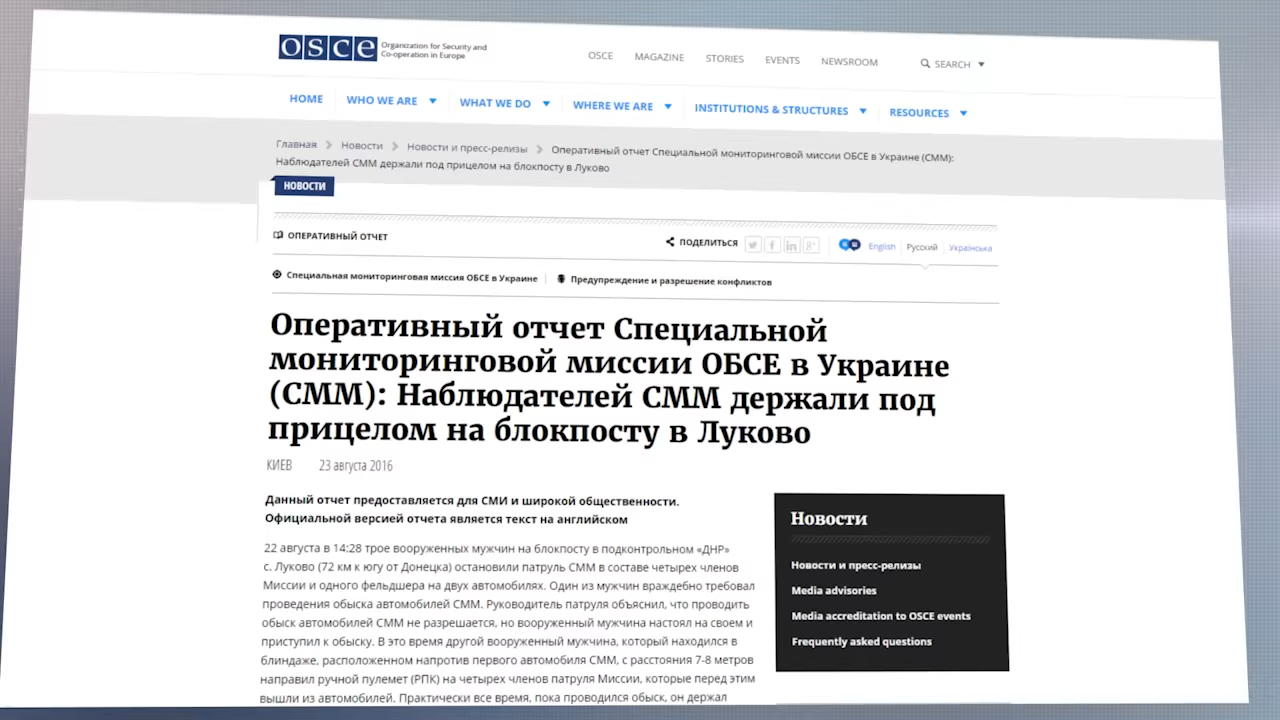 OSCE Organization for Security and
Co-operation in Europe
OSCE MAGAZINE STORIES EVENTS NEWSROOM SEARCH
HOME WHO WE ARE WHAT WE DO WHERE WE ARE INSTITUTIONS & STRUCTURES RESOURCES
Главная Новости Новости и пресс-релизы Оперативный отчет Специальной мониторинговой миссии ОБСЕ в Украине (СММ):
Наблюдателей СММ держали под прицелом на блокпосту в Луково
НОВОСТИ
ОПЕРАТИВНЫЙ ОТЧЕТ ПОДЕЛИТЬСЯ English Русский Українська
Специальная мониторинговая миссия ОБСЕ в Украине Предупреждение и разрешение конфликтов
Оперативный отчет Специальной
мониторинговой миссии ОБСЕ в Украине
(СММ): Наблюдателей СММ держали под
прицелом на блокпосту в Луково
КИЕВ 23 августа 2016
Данный отчет предоставляется для СМИ и широкой общественности.
Официальной версией отчета является текст на английском
22 августа в 14:28 трое вооруженных мужчин на блокпосту в подконтрольном «ДНР»
с. Луково (72 км к югу от Донецка) остановили патруль СММ в составе четырех членов
Миссии и одного фельдшера на двух автомобилях. Один из мужчин враждебно требовал
проведения обыска автомобилей СММ. Руководитель патруля объяснил, что проводить
обыск автомобилей СММ не разрешается, но вооруженный мужчина настоял на своем и
приступил к обыску. В это время другой вооруженный мужчина, который находился в
блиндаже, расположенном напротив первого автомобиля СММ, с расстояния 7-8 метров
направил ручной пулемет (РПК) на четырех членов патруля Миссии, которые перед этим
вышли из автомобилей. Практически все время, пока проводился обыск, он держал
Новости
Новости и пресс-релизы
Media advisories
Media accreditation to OSCE events
Frequently asked questions